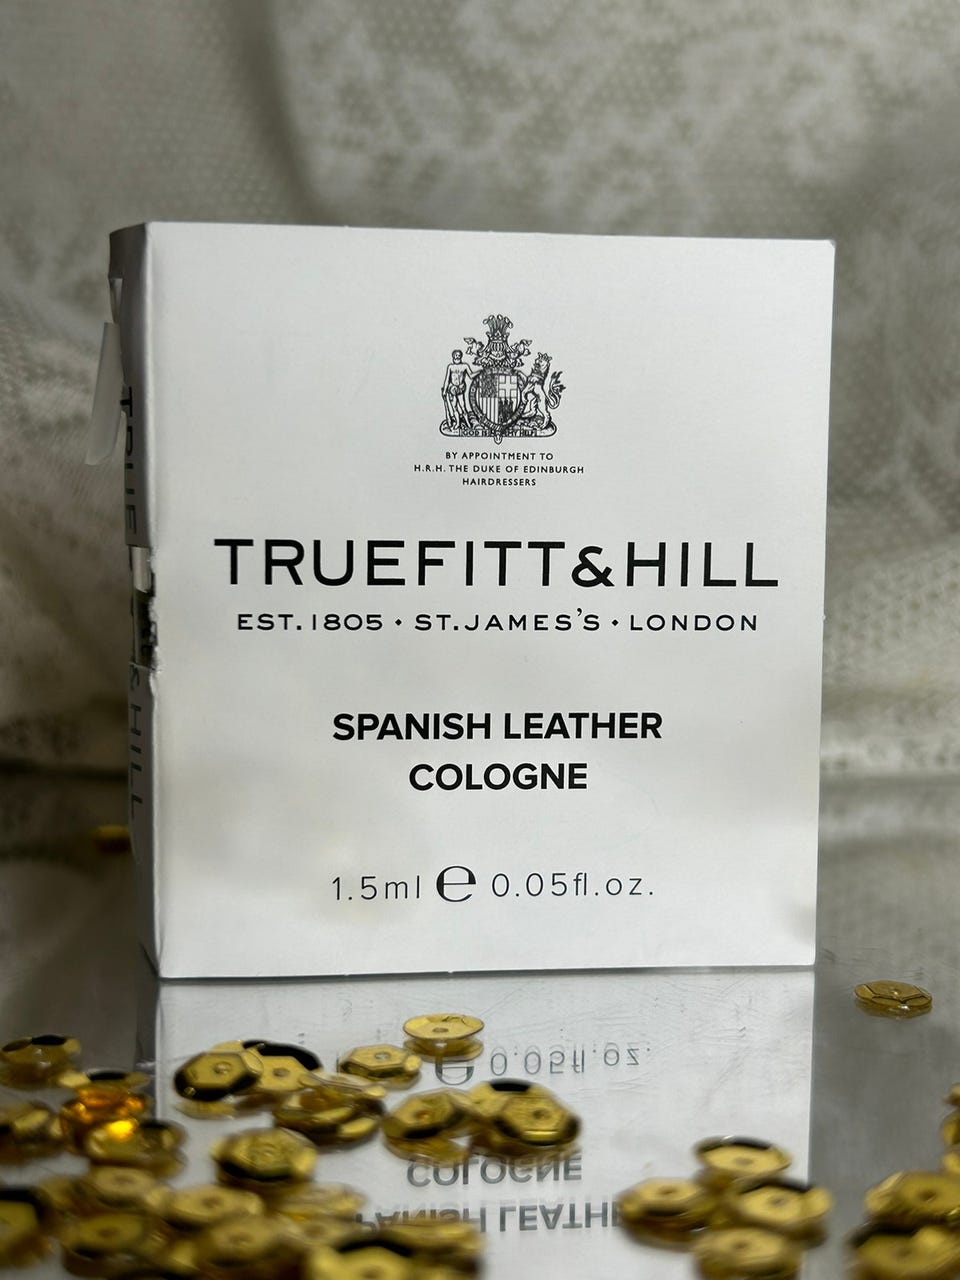 BY APPOINTMENT TO
H.R.H. THE DUKE OF EDINBURGH
HAIRDRESSERS
TRUEFITT&HILL
EST.1805 • ST.JAMES'S • LONDON
SPANISH LEATHER
COLOGNE
1.5ml ℮ 0.05fl.oz.
& HILL